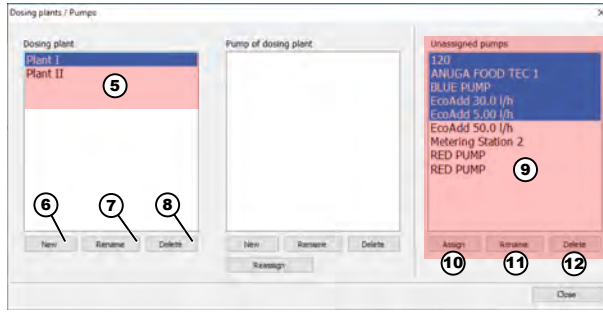 Dosing plants / Pumps
Dosing plant
Plant I
Plant II
5
6
7
8
New
Rename
Delete
Pump of dosing plant
New
Rename
Delete
Reassign
Unassigned pumps
120
ANUGA FOOD TEC 1
BLUE PUMP
EcoAdd 30.0 l/h
EcoAdd 5.00 l/h
EcoAdd 50.0 l/h
Metering Station 2
RED PUMP
RED PUMP
9
Assign
Rename
Delete
10
11
12
Close